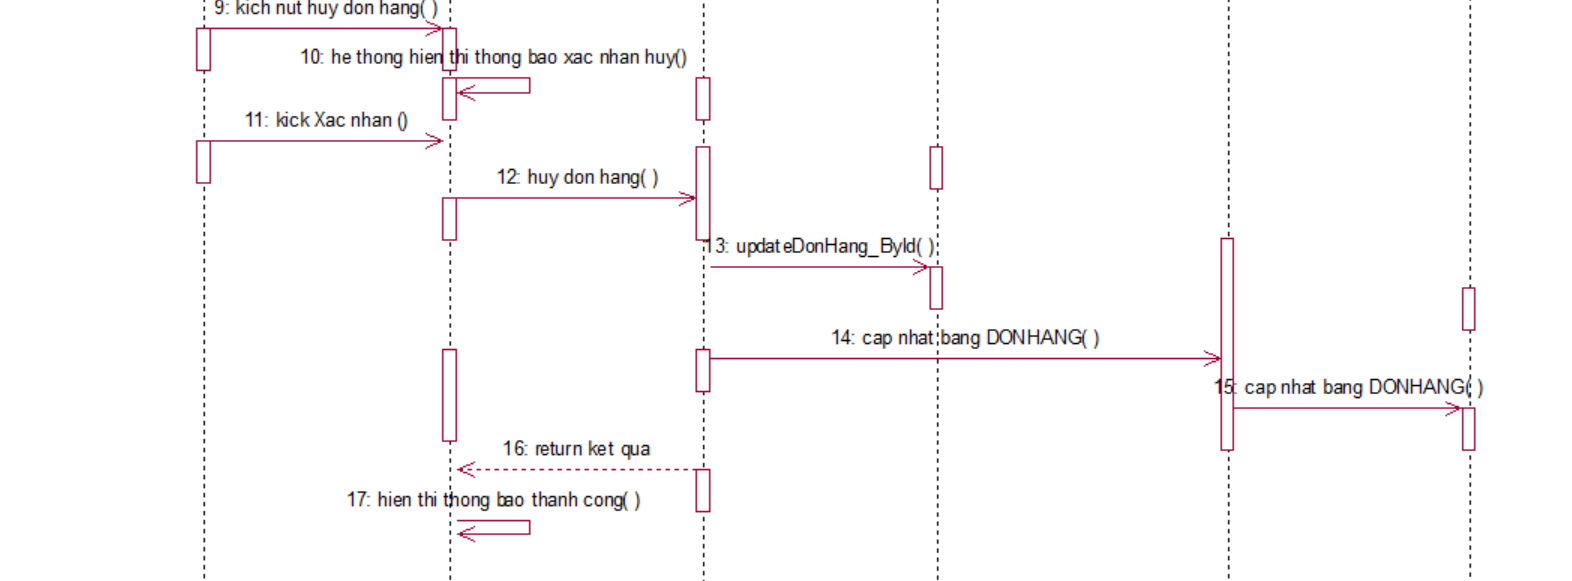 9: kich nut huy don hang( )
10: he thong hien thi thong bao xac nhan huy()
11: kick Xac nhan ()
12: huy don hang( )
13: updateDonHang_ById( )
14: cap nhat bang DONHANG( )
15: cap nhat bang DONHANG( )
16: return ket qua
17: hien thi thong bao thanh cong( )